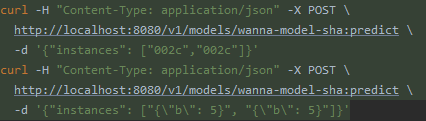 curl -H "Content-Type: application/json" -X POST \
http://localhost:8080/v1/models/wanna-model-sha:predict \
-d '{"instances": ["002c","002c"]}'
curl -H "Content-Type: application/json" -X POST \
http://localhost:8080/v1/models/wanna-model-sha:predict \
-d '{"instances": ["{\"b\": 5}", "{\"b\": 5}"]}'